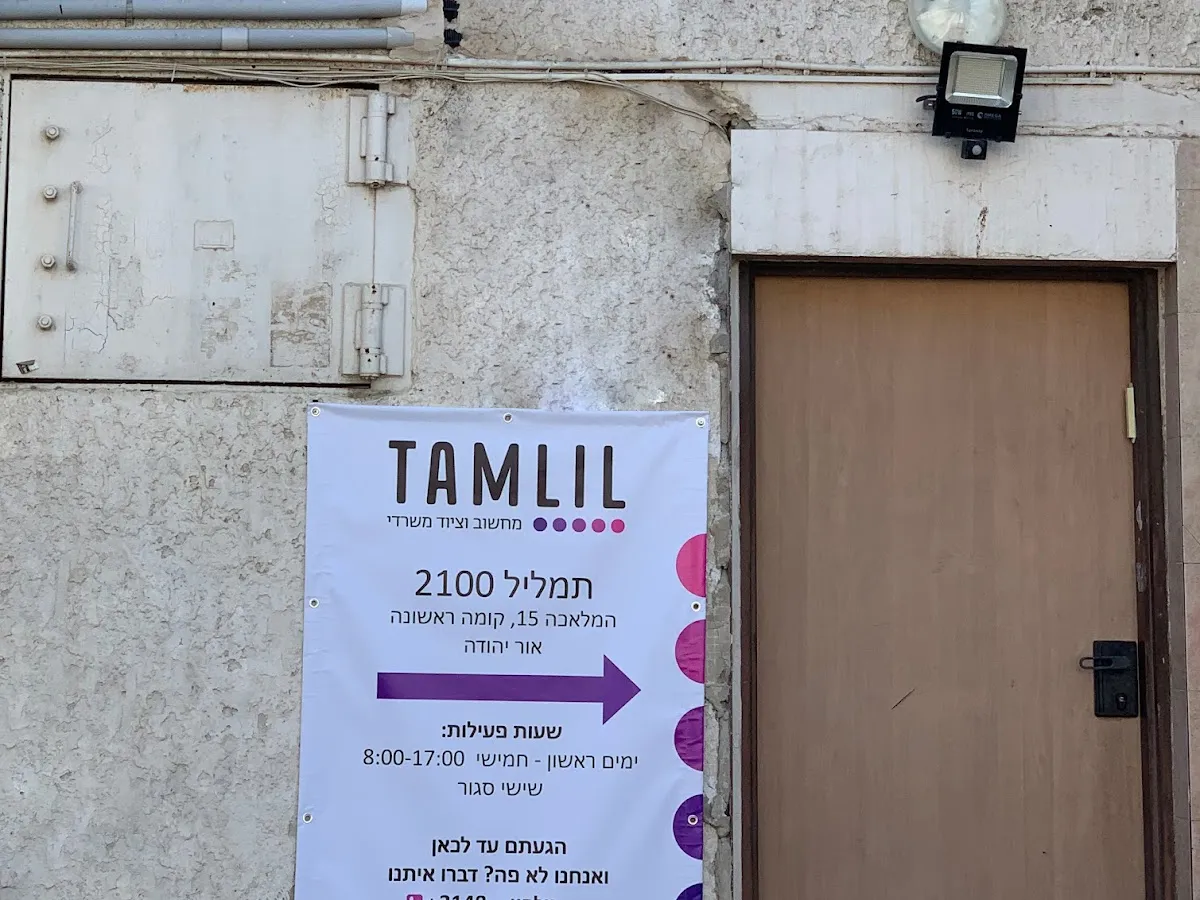 TAMLIL
מחשוב וציוד משרדי
תמליל 2100
המלאכה 15, קומה ראשונה
אור יהודה
שעות פעילות:
ימים ראשון - חמישי 8:00-17:00
שישי סגור
הגעתם עד לכאן
ואנחנו לא פה? דברו איתנו